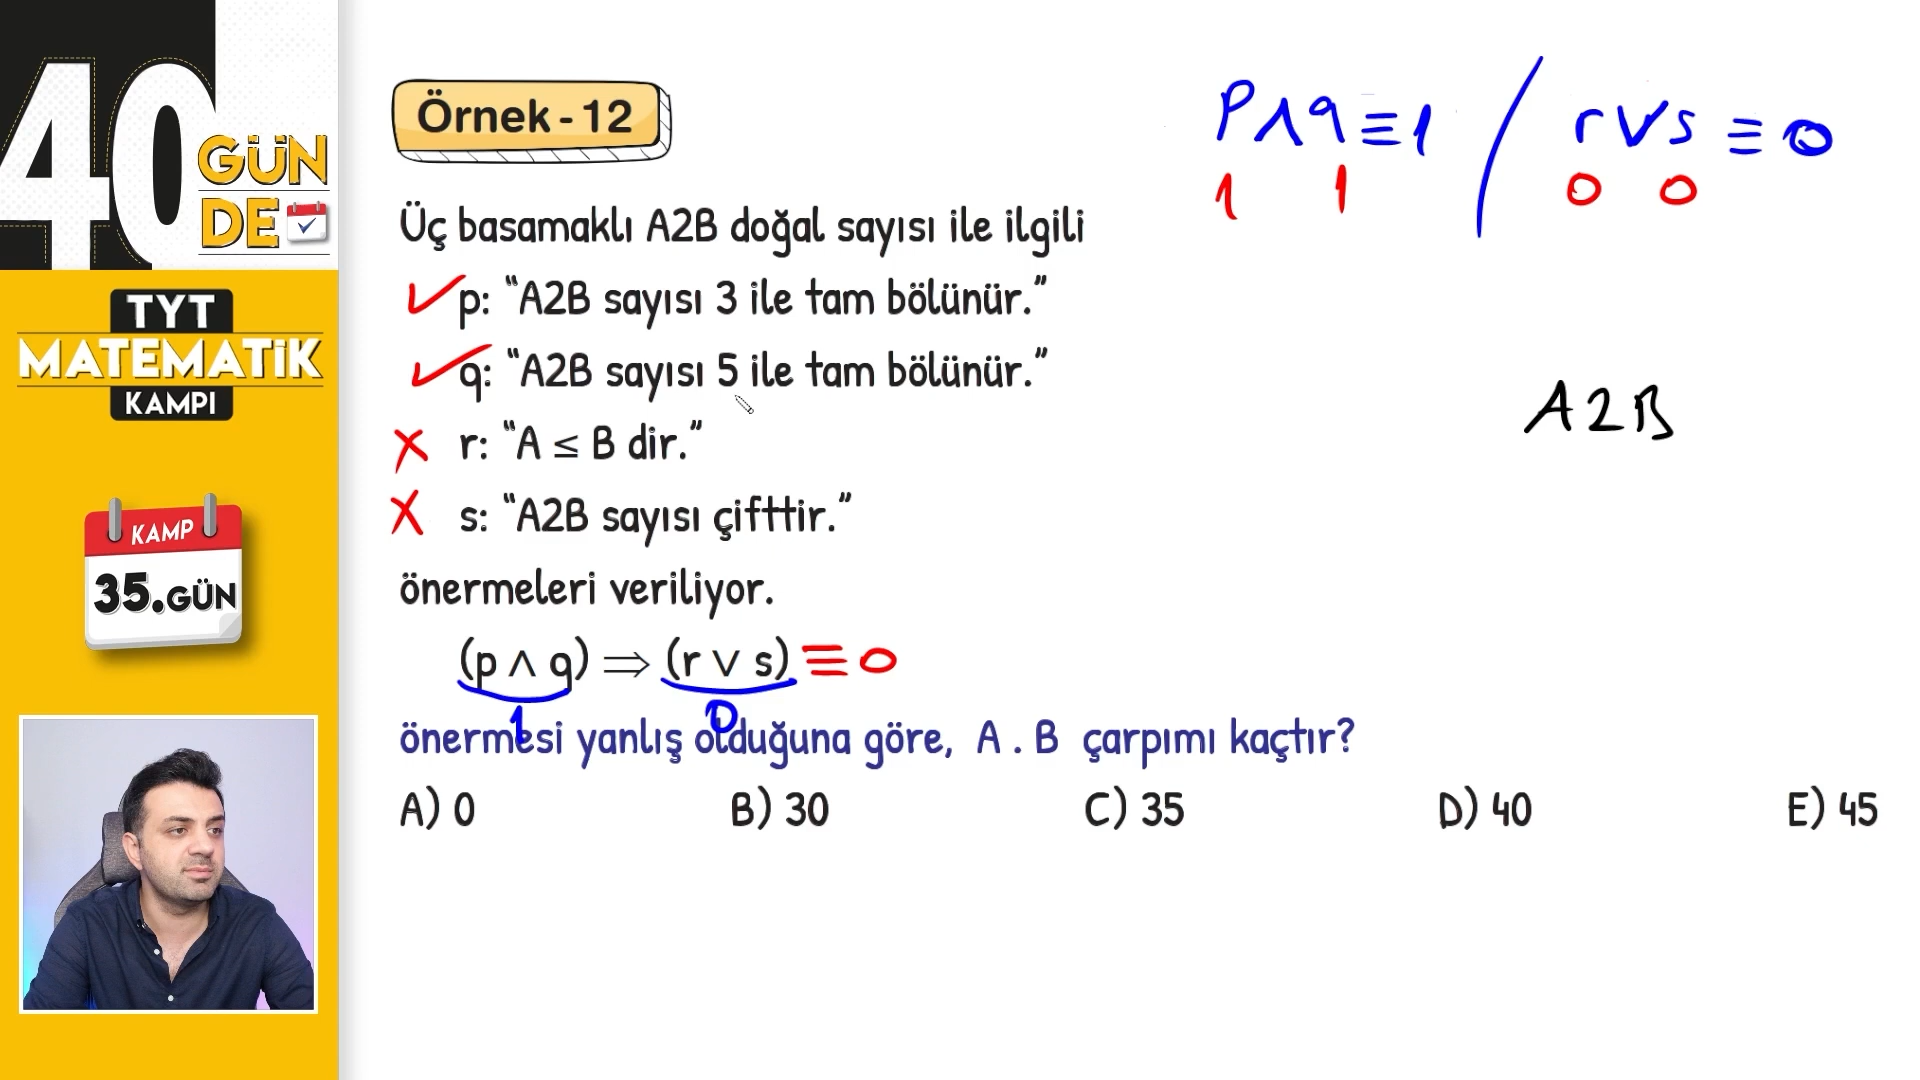 40
GÜN
DE
TYT
MATEMATİK
KAMPI
KAMP
35.GÜN
Örnek - 12
P ∧ q ≡ 1 / r ∨ s ≡ 0
1 1 0 0
Üç basamaklı A2B doğal sayısı ile ilgili
✓ p: “A2B sayısı 3 ile tam bölünür.”
✓ q: “A2B sayısı 5 ile tam bölünür.”
A2B
X r: “A ≤ B dir.”
X s: “A2B sayısı çifttir.”
önermeleri veriliyor.
(p ∧ q) ⇒ (r ∨ s) ≡ 0
1 0
önermesi yanlış olduğuna göre, A . B çarpımı kaçtır?
A) 0 B) 30 C) 35 D) 40 E) 45